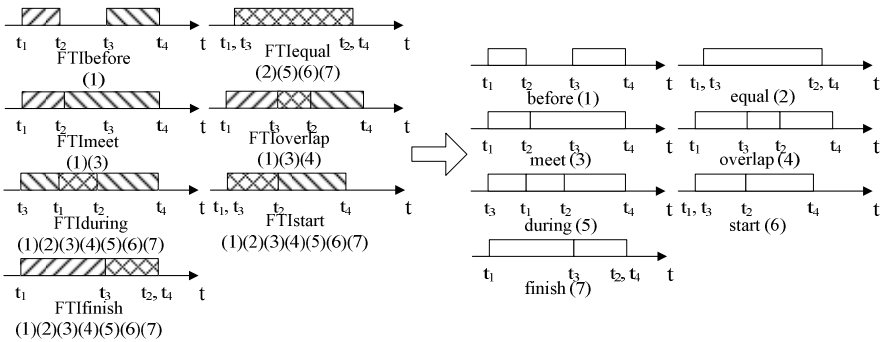 t1 t2 t3 t4 t
FTIbefore
(1)
t1, t3 t2, t4 t
FTIequal
(2)(5)(6)(7)
t1 t2 t3 t4 t
FTImeet
(1)(3)
t1 t3 t2 t4 t
FTIoverlap
(1)(3)(4)
t3 t1 t2 t4 t
FTIduring
(1)(2)(3)(4)(5)(6)(7)
t1, t3 t2 t4 t
FTIstart
(1)(2)(3)(4)(5)(6)(7)
t1 t3 t2, t4 t
FTIfinish
(1)(2)(3)(4)(5)(6)(7)
t1 t2 t3 t4 t
before (1)
t1, t3 t2, t4 t
equal (2)
t1 t2 t4 t
meet (3)
t1 t3 t2 t4 t
overlap (4)
t3 t1 t2 t4 t
during (5)
t1, t3 t2 t4 t
start (6)
t1 t3 t2, t4 t
finish (7)